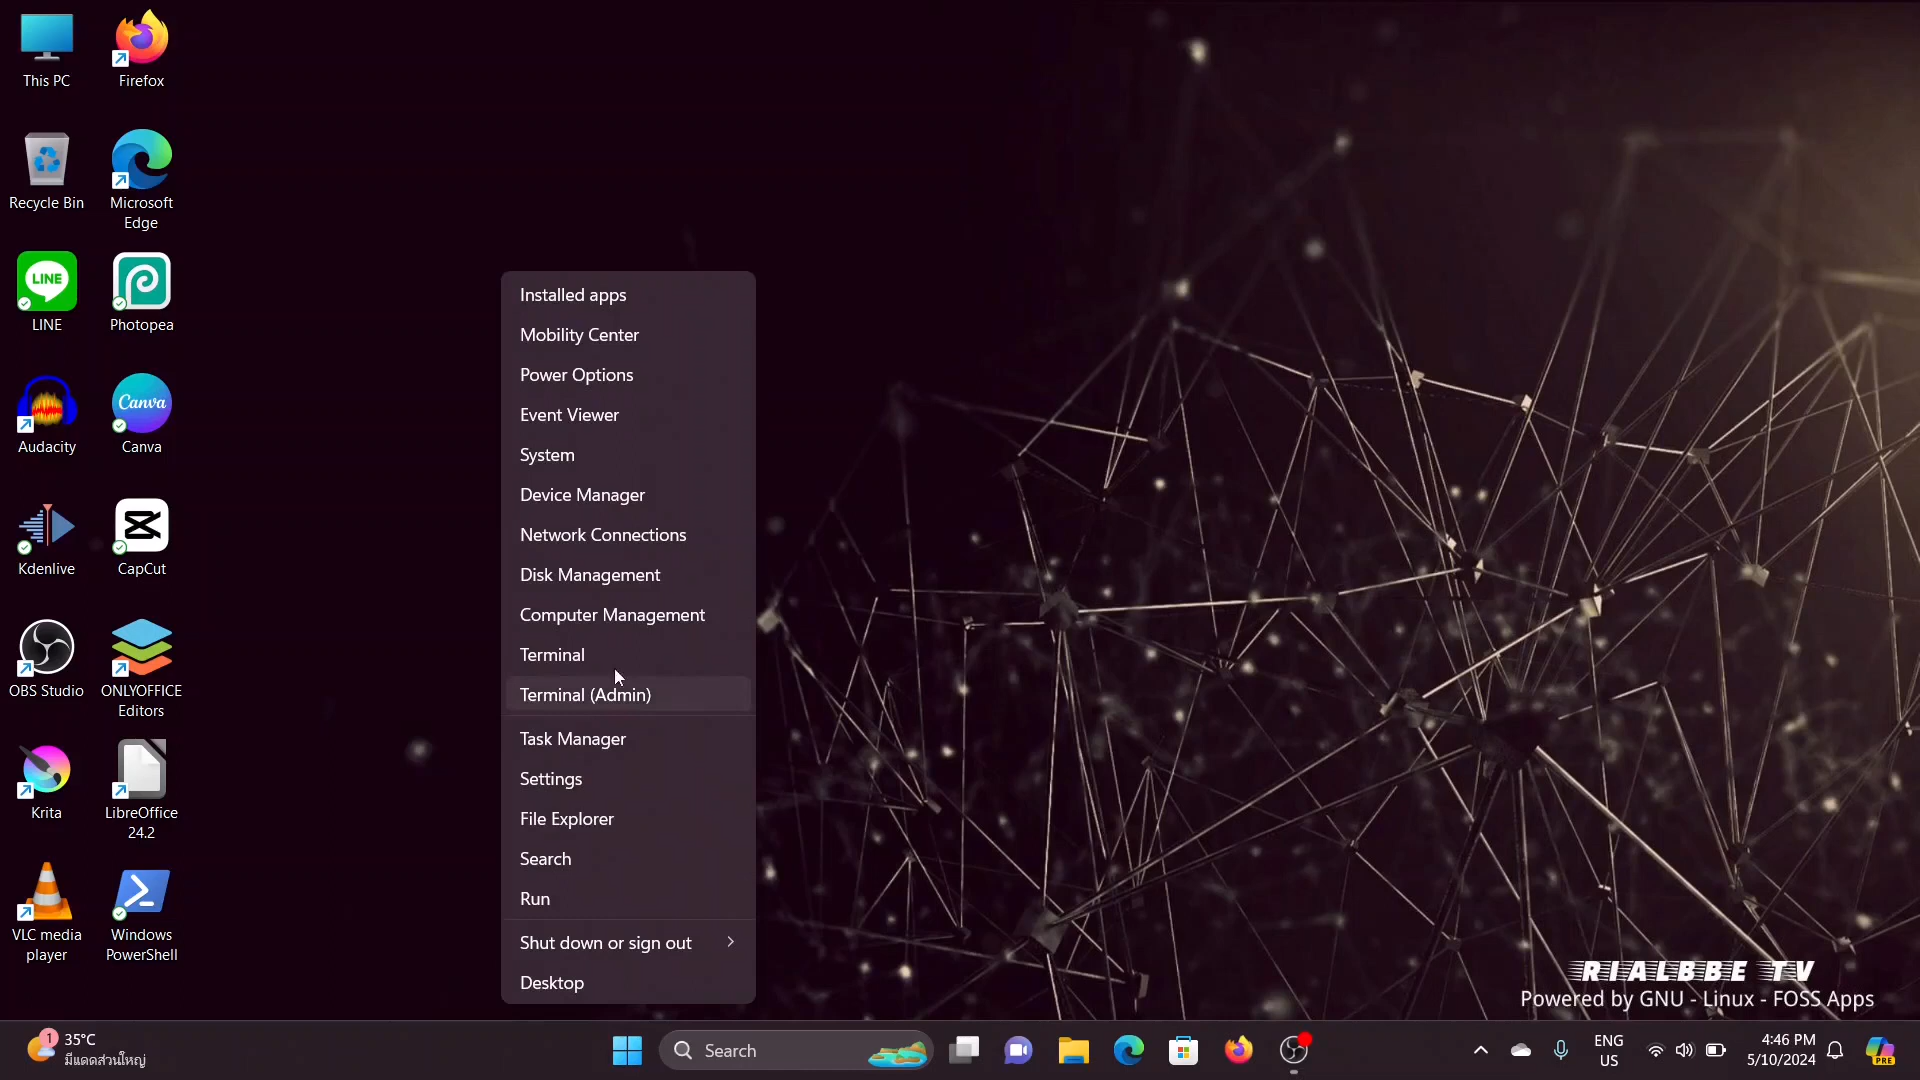 This PC
Firefox
Recycle Bin
Microsoft
Edge
LINE
LINE
Photopea
Audacity
Canva
Canva
Kdenlive
CapCut
OBS Studio
ONLYOFFICE
Editors
Krita
LibreOffice
24.2
VLC media
player
Windows
PowerShell
Installed apps
Mobility Center
Power Options
Event Viewer
System
Device Manager
Network Connections
Disk Management
Computer Management
Terminal
Terminal (Admin)
Task Manager
Settings
File Explorer
Search
Run
Shut down or sign out
Desktop
RIALBBE TV
Powered by GNU - Linux - FOSS Apps
1
35°C
มีแดดส่วนใหญ่
Search
ENG
US
4:46 PM
5/10/2024
PRE